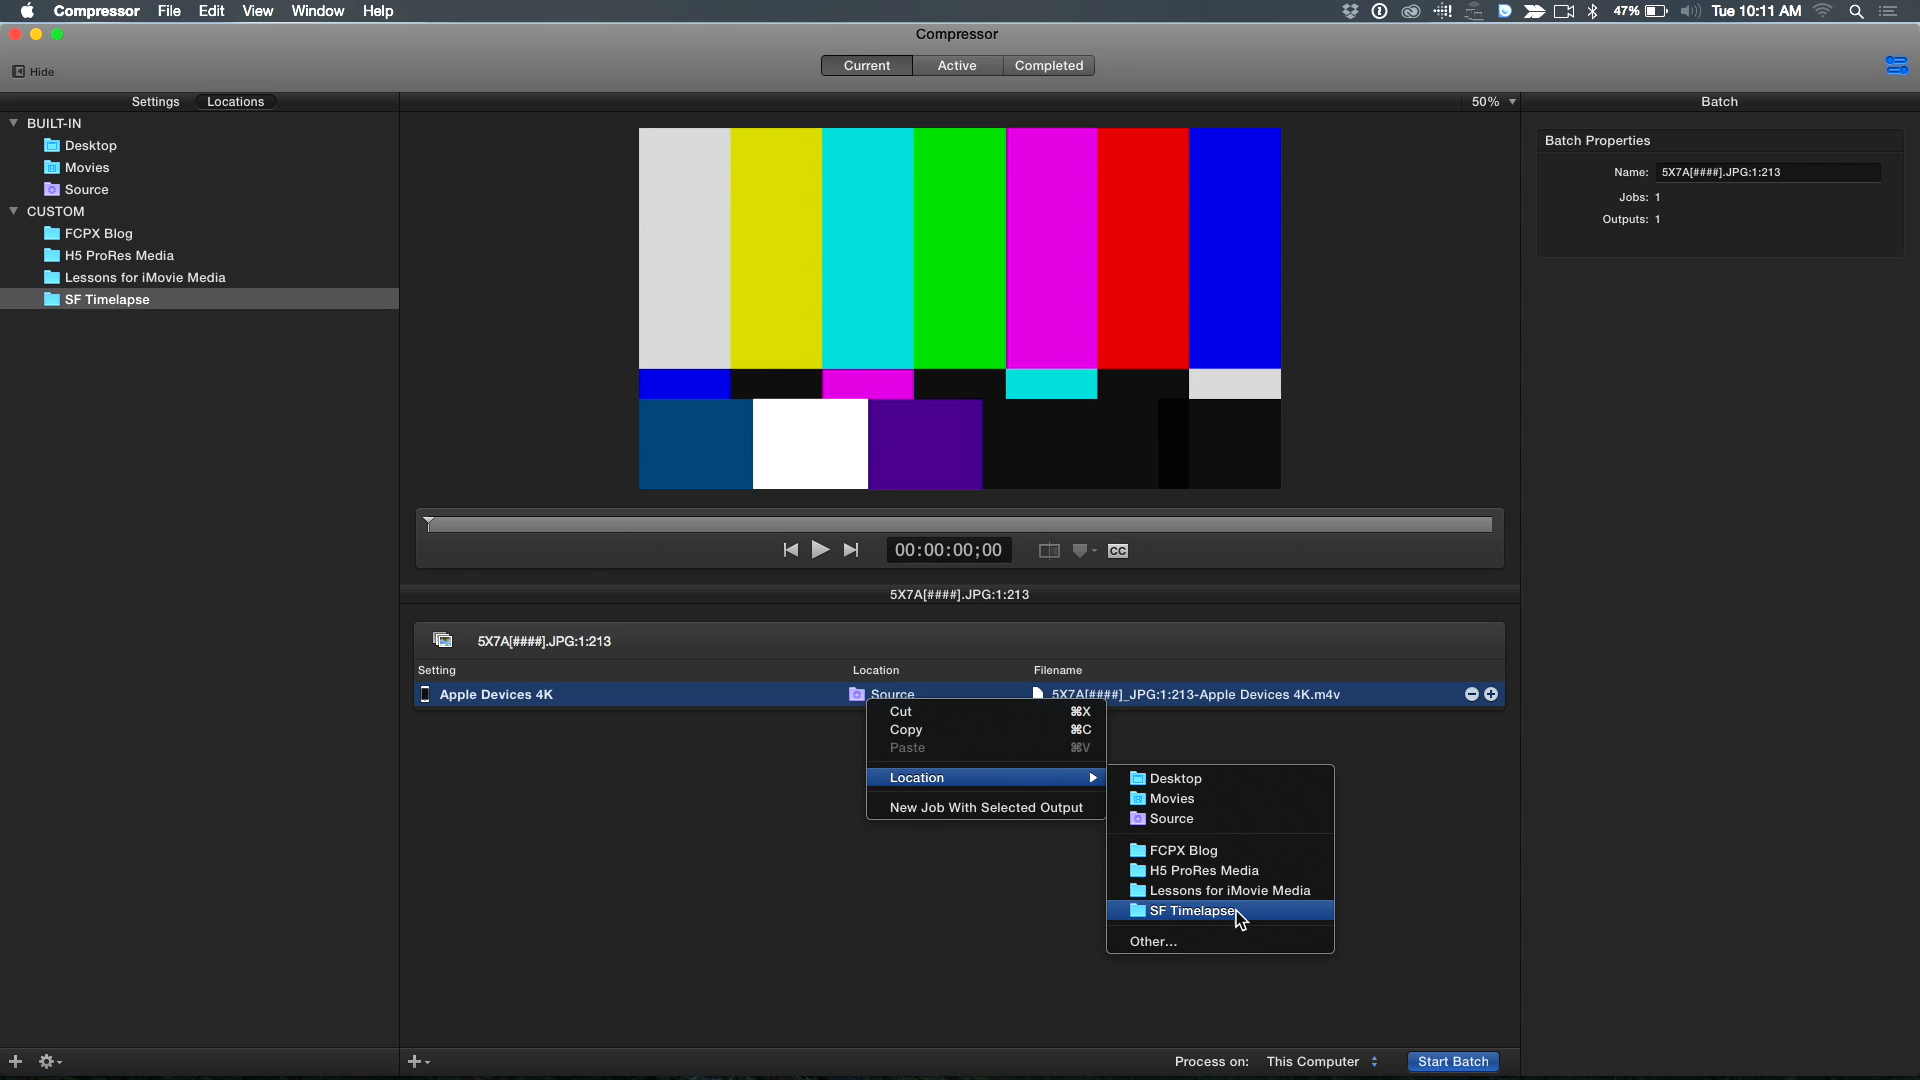 Compressor File Edit View Window Help 47% Tue 10:11 AM
Compressor
Hide Current Active Completed
Settings Locations 50% Batch
BUILT-IN
Desktop
Movies
Source
CUSTOM
FCPX Blog
H5 ProRes Media
Lessons for iMovie Media
SF Timelapse
Batch Properties
Name: 5X7A[####].JPG:1:213
Jobs: 1
Outputs: 1
00:00:00;00 CC
5X7A[####].JPG:1:213
5X7A[####].JPG:1:213
Setting Location Filename
Apple Devices 4K Source 5X7A[####]_JPG:1:213-Apple Devices 4K.m4v
Cut ⌘X
Copy ⌘C
Paste ⌘V
Location
New Job With Selected Output
Desktop
Movies
Source
FCPX Blog
H5 ProRes Media
Lessons for iMovie Media
SF Timelapse
Other...
Process on: This Computer Start Batch